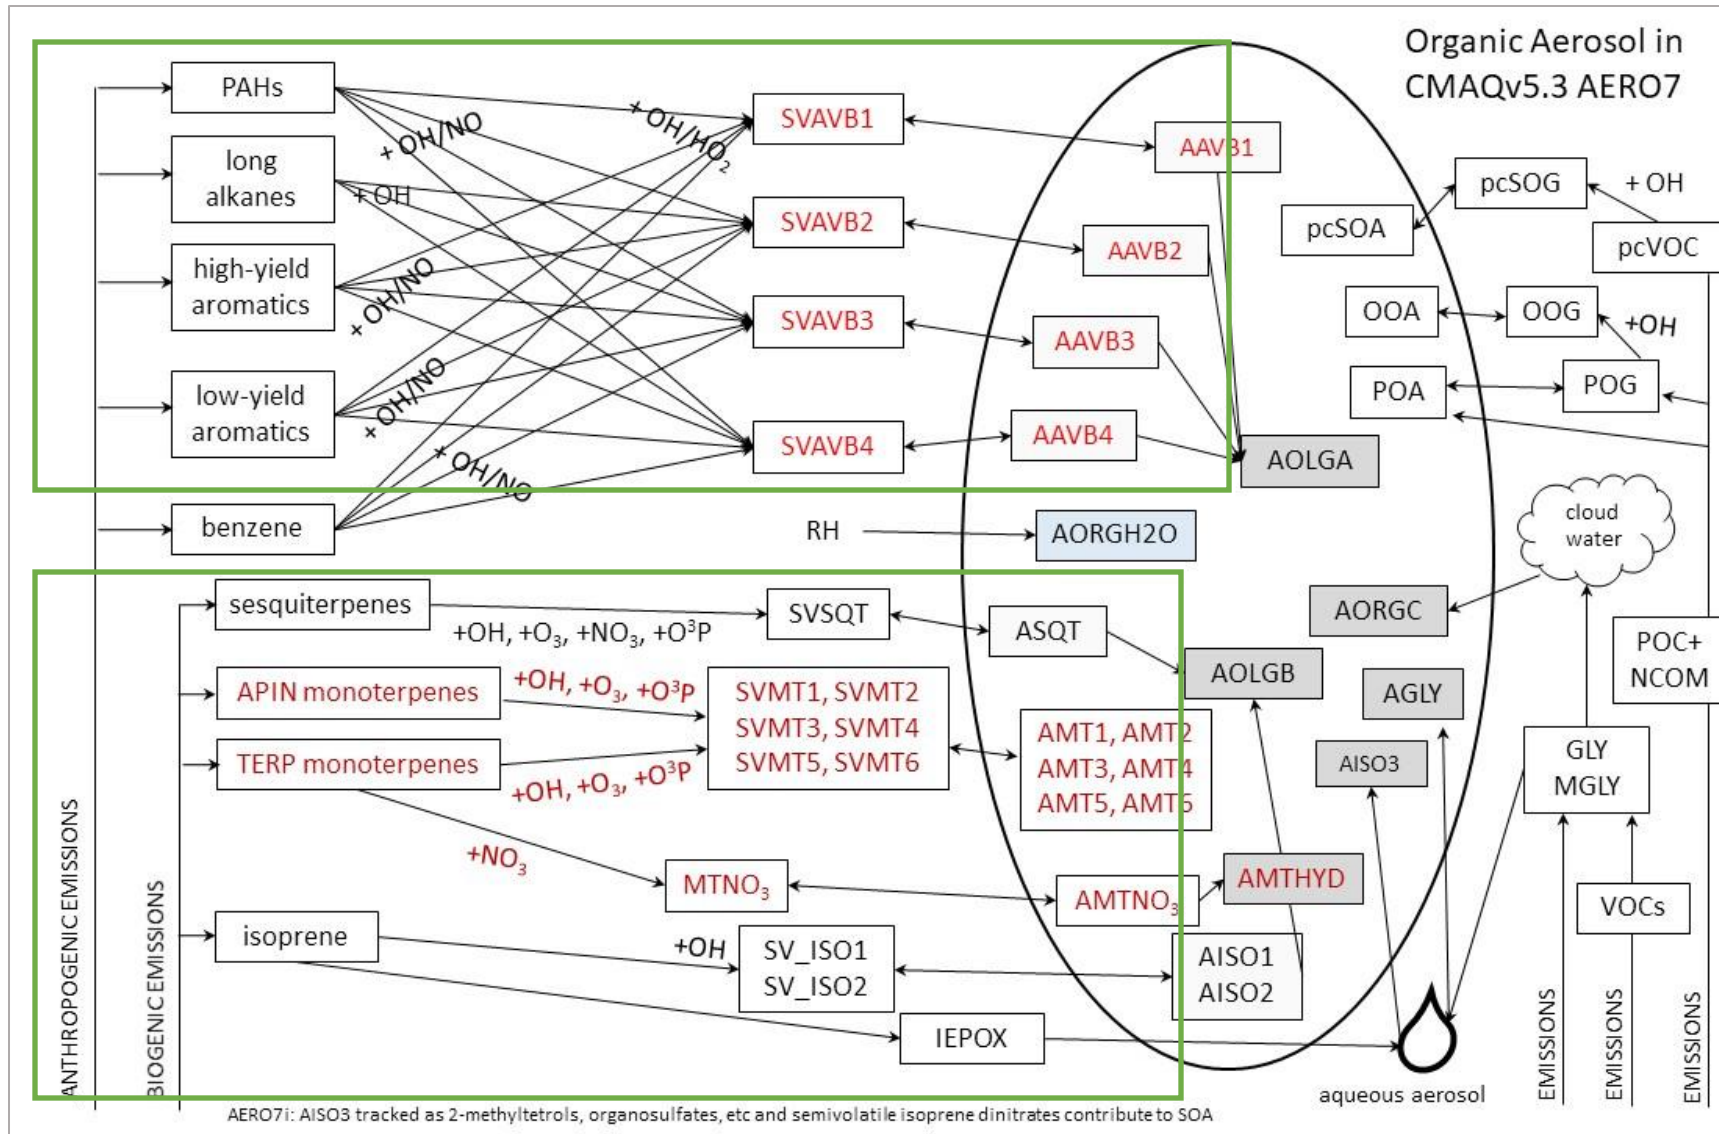 Organic Aerosol in
CMAQv5.3 AERO7
PAHs
long
alkanes
high-yield
aromatics
low-yield
aromatics
benzene
+ OH/NO
+ OH/HO2
+ OH
+ OH/NO
+ OH/NO
+ OH/NO
SVAVB1
SVAVB2
SVAVB3
SVAVB4
AAVB1
AAVB2
AAVB3
AAVB4
AOLGA
RH
AORGH2O
pcSOG
+ OH
pcSOA
pcVOC
OOA
OOG
+OH
POA
POG
cloud
water
AORGC
POC+
NCOM
sesquiterpenes
+OH, +O3, +NO3, +O3P
SVSQT
ASQT
AOLGB
AGLY
APIN monoterpenes
+OH, +O3, +O3P
TERP monoterpenes
+OH, +O3, +O3P
SVMT1, SVMT2
SVMT3, SVMT4
SVMT5, SVMT6
AMT1, AMT2
AMT3, AMT4
AMT5, AMT6
AISO3
GLY
MGLY
+NO3
MTNO3
AMTNO3
AMTHYD
VOCs
isoprene
+OH
SV_ISO1
SV_ISO2
AISO1
AISO2
IEPOX
aqueous aerosol
ANTHROPOGENIC EMISSIONS
BIOGENIC EMISSIONS
EMISSIONS
EMISSIONS
EMISSIONS
AERO7i: AISO3 tracked as 2-methyltetrols, organosulfates, etc and semivolatile isoprene dinitrates contribute to SOA